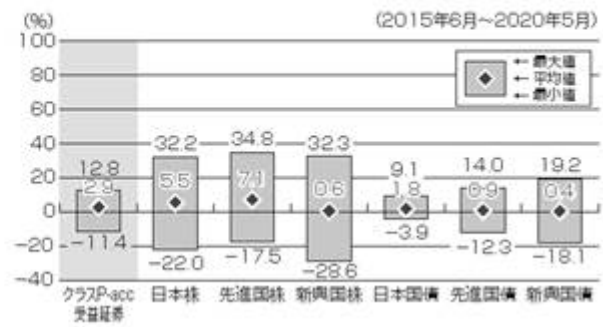 (%)
(2015年6月~2020年5月)
100
80
60
40
20
0
-20
-40
← 最大値
← 平均値
← 最小値
12.8
2.9
-11.4
32.2
5.5
-22.0
34.8
7.1
-17.5
32.3
0.6
-28.6
9.1
1.8
-3.9
14.0
0.9
-12.3
19.2
0.4
-18.1
クラスP-acc
受益証券
日本株
先進国株
新興国株
日本国債
先進国債
新興国債